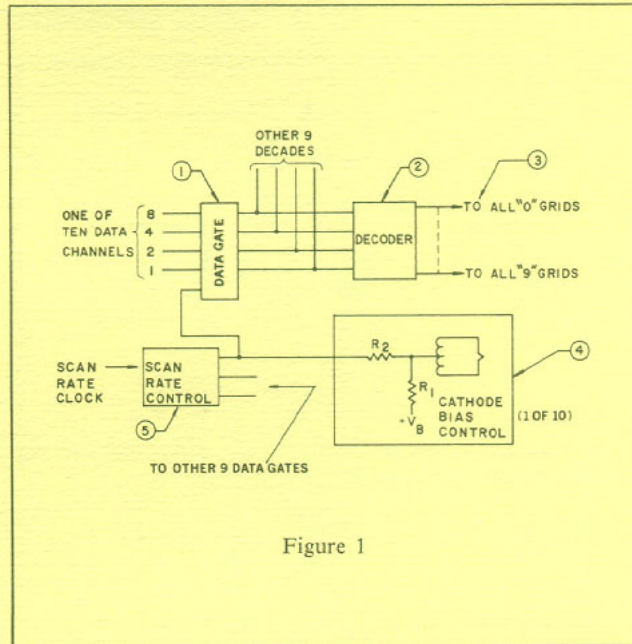 OTHER 9
DECADES
1
2
3
ONE OF
TEN DATA
CHANNELS
8
4
2
1
DATA GATE
DECODER
TO ALL "0" GRIDS
TO ALL "9" GRIDS
SCAN
RATE
CLOCK
SCAN
RATE
CONTROL
5
R2
R1
+VB
CATHODE
BIAS
CONTROL
4
(1 OF 10)
TO OTHER 9 DATA GATES
Figure 1